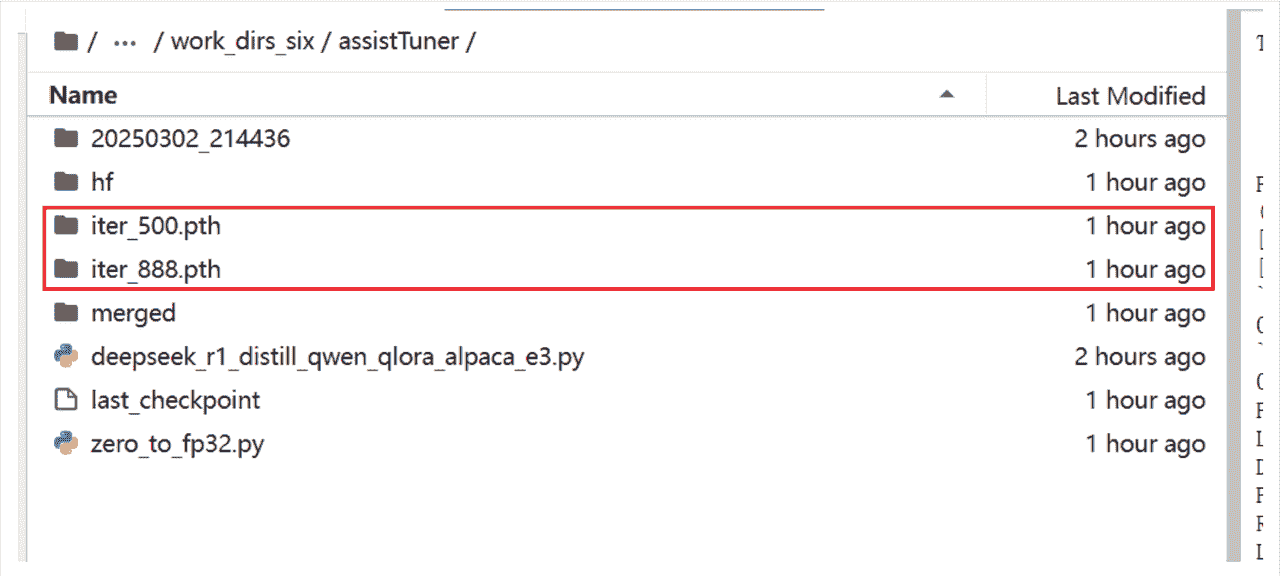 / ... / work_dirs_six / assistTuner /
Name Last Modified
20250302_214436 2 hours ago
hf 1 hour ago
iter_500.pth 1 hour ago
iter_888.pth 1 hour ago
merged 1 hour ago
deepseek_r1_distill_qwen_qlora_alpaca_e3.py 2 hours ago
last_checkpoint 1 hour ago
zero_to_fp32.py 1 hour ago